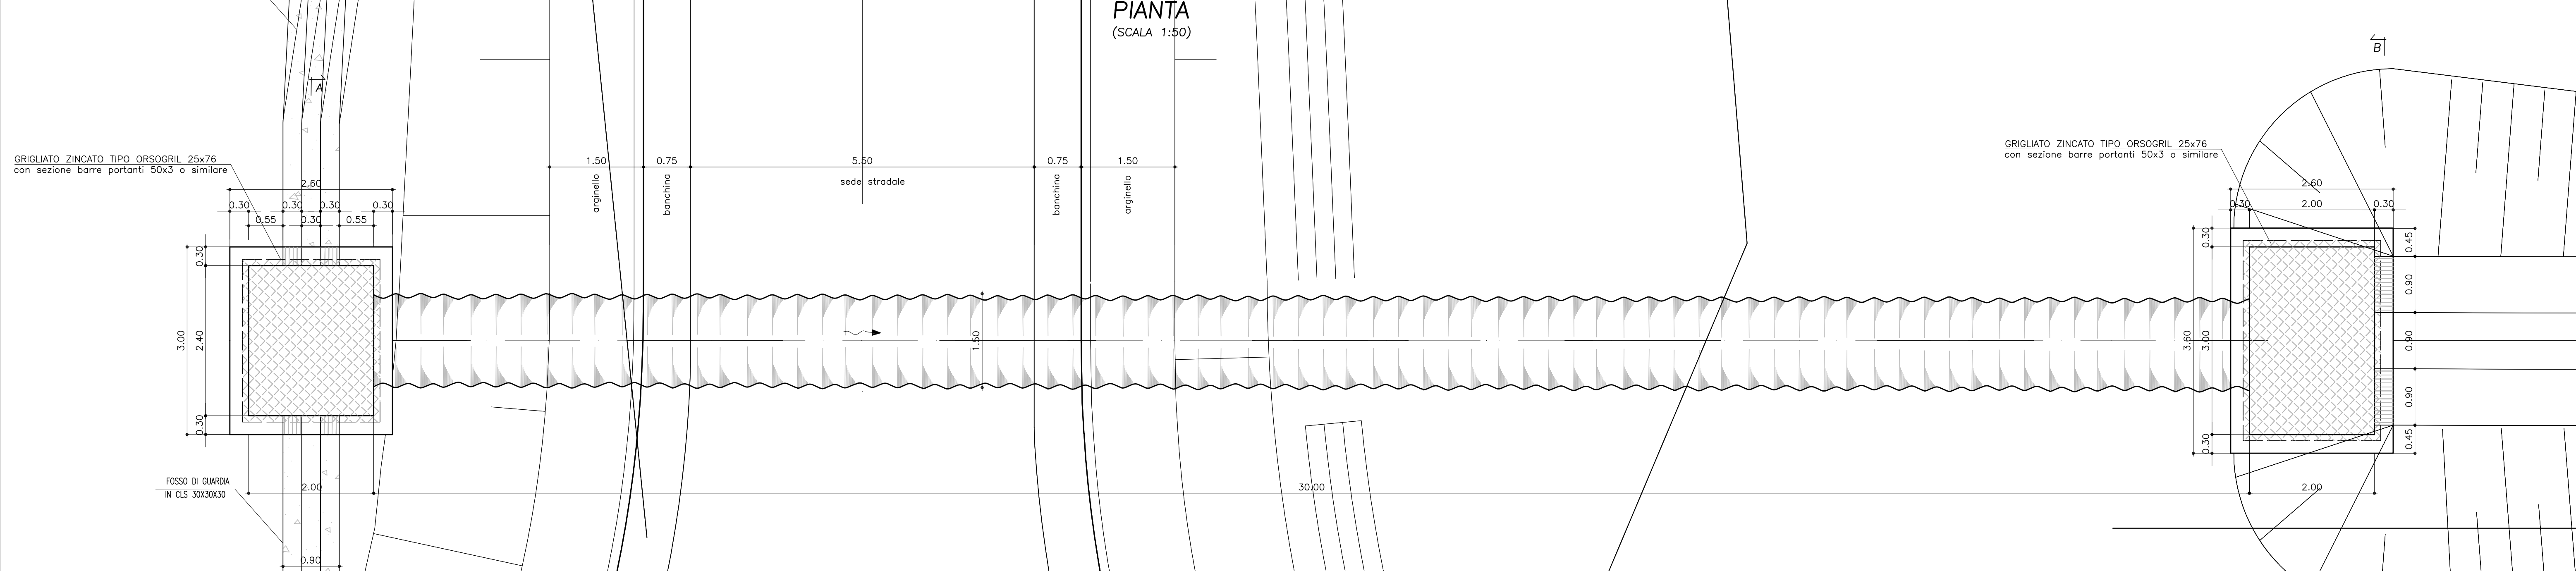 PIANTA
(SCALA 1:50)
A
B
GRIGLIATO ZINCATO TIPO ORSOGRIL 25x76
con sezione barre portanti 50x3 o similare
2.60
0.30 0.30 0.30 0.30
0.55 0.30 0.55
0.30
2.40
3.00
0.30
1.50 0.75 5.50 0.75 1.50
arginello
banchina
sede stradale
banchina
arginello
1.50
FOSSO DI GUARDIA
IN CLS 30X30X30
2.00
30.00
2.00
0.90
GRIGLIATO ZINCATO TIPO ORSOGRIL 25x76
con sezione barre portanti 50x3 o similare
2.60
0.30 2.00 0.30
0.30
3.00
3.60
0.30
0.45
0.90
0.90
0.90
0.45